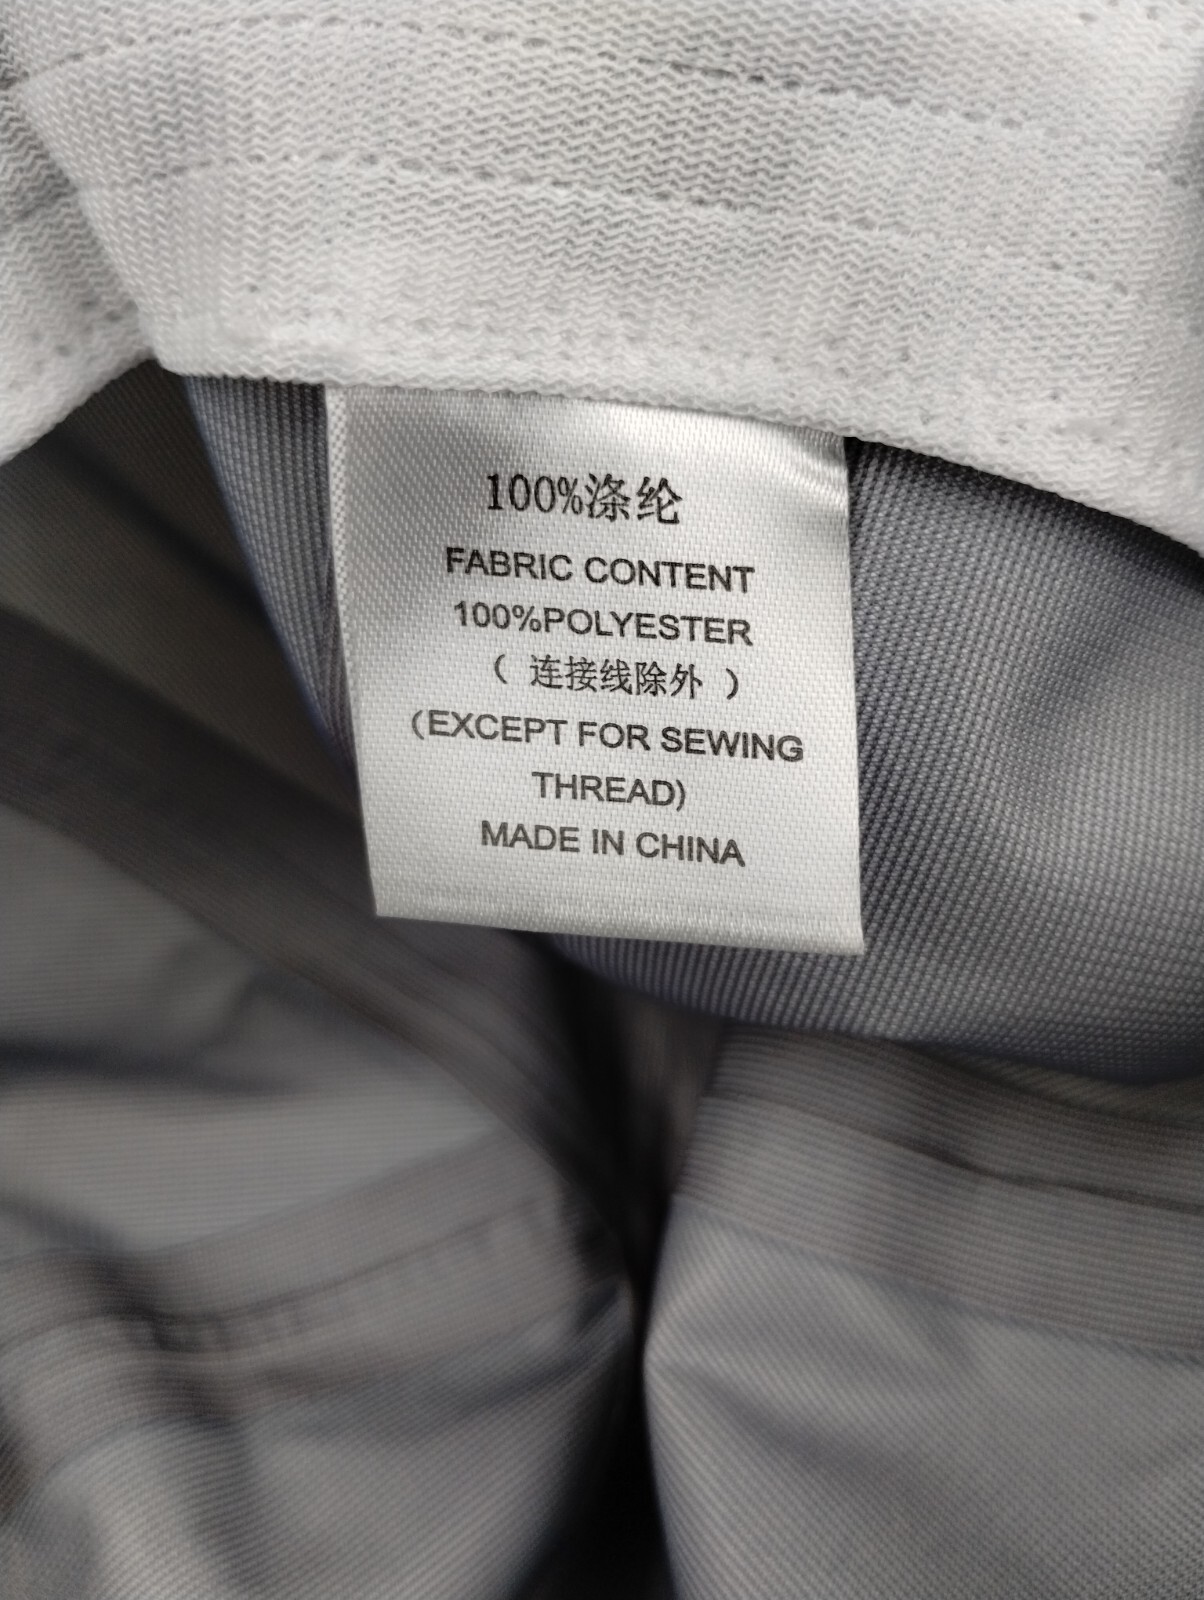 100%涤纶
FABRIC CONTENT
100%POLYESTER
（ 连接线除外 ）
(EXCEPT FOR SEWING
THREAD)
MADE IN CHINA